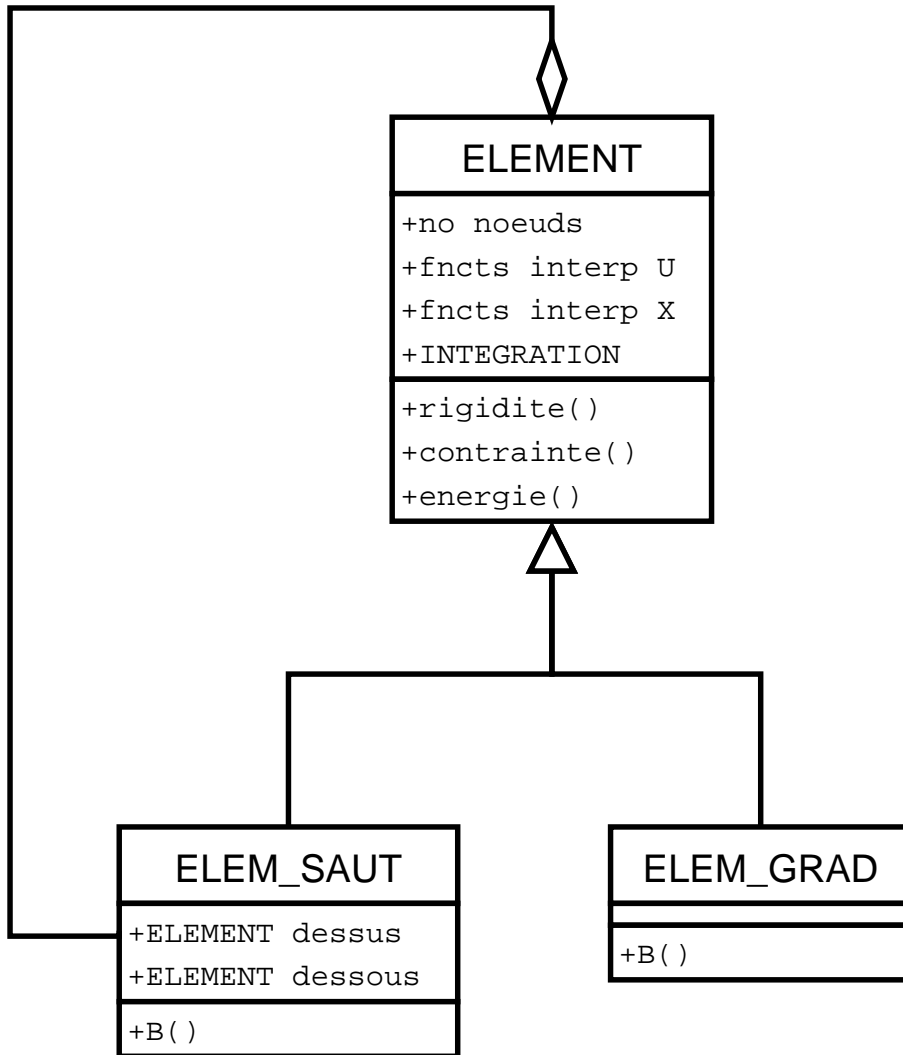 ELEMENT
+no noeuds
+fncts interp U
+fncts interp X
+INTEGRATION
+rigidite()
+contrainte()
+energie()
ELEM_SAUT
+ELEMENT dessus
+ELEMENT dessous
+B()
ELEM_GRAD
+B()